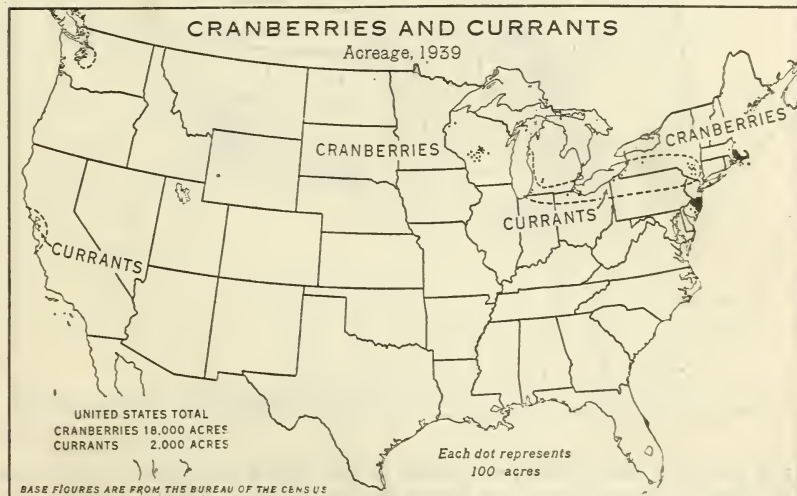 CRANBERRIES AND CURRANTS
Acreage, 1939
CRANBERRIES
CRANBERRIES
CURRANTS
CURRANTS
UNITED STATES TOTAL
CRANBERRIES 18,000 ACRES
CURRANTS 2,000 ACRES
Each dot represents
100 acres
BASE FIGURES ARE FROM THE BUREAU OF THE CENSUS